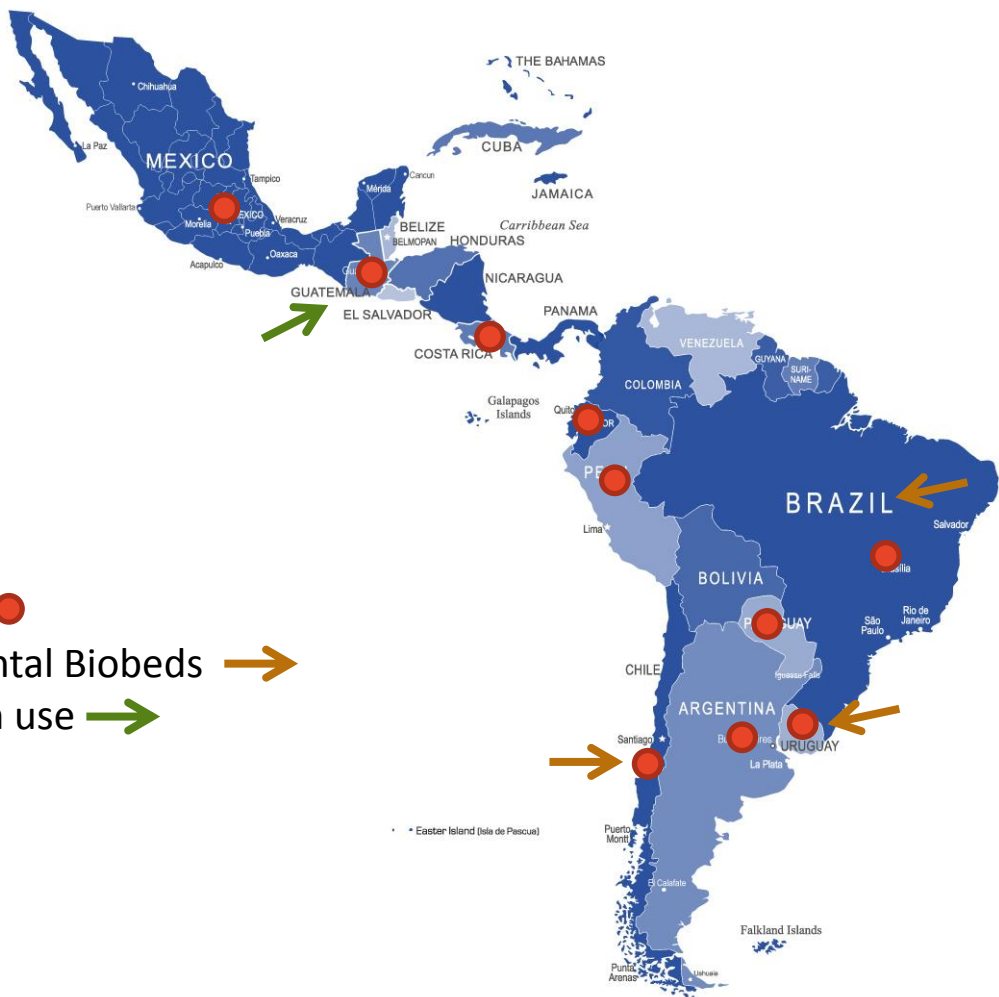 THE BAHAMAS
Chihuahua
CUBA
La Paz
MEXICO
Cancun
Tampico
Mérida
JAMAICA
Puerto Vallarta
Carribbean Sea
Morelia
Veracruz
BELIZE
Puebla
BELMOPAN
HONDURAS
Acapulco
Oaxaca
NICARAGUA
GUATEMALA
EL SALVADOR
PANAMA
COSTA RICA
VENEZUELA
GUYANA
SURI-
NAME
COLOMBIA
Galapagos
Islands
Quito
BRAZIL
Salvador
Lima
BOLIVIA
Rio de
Janeiro
São
Paulo
ntal Biobeds
CHILE
Iguassa Falls
n use
ARGENTINA
Santiago
URUGUAY
La Plata
Easter Island (Isla de Pascua)
Puerto
Montt
El Calafate
Falkland Islands
Punta
Arenas
Ushuaia